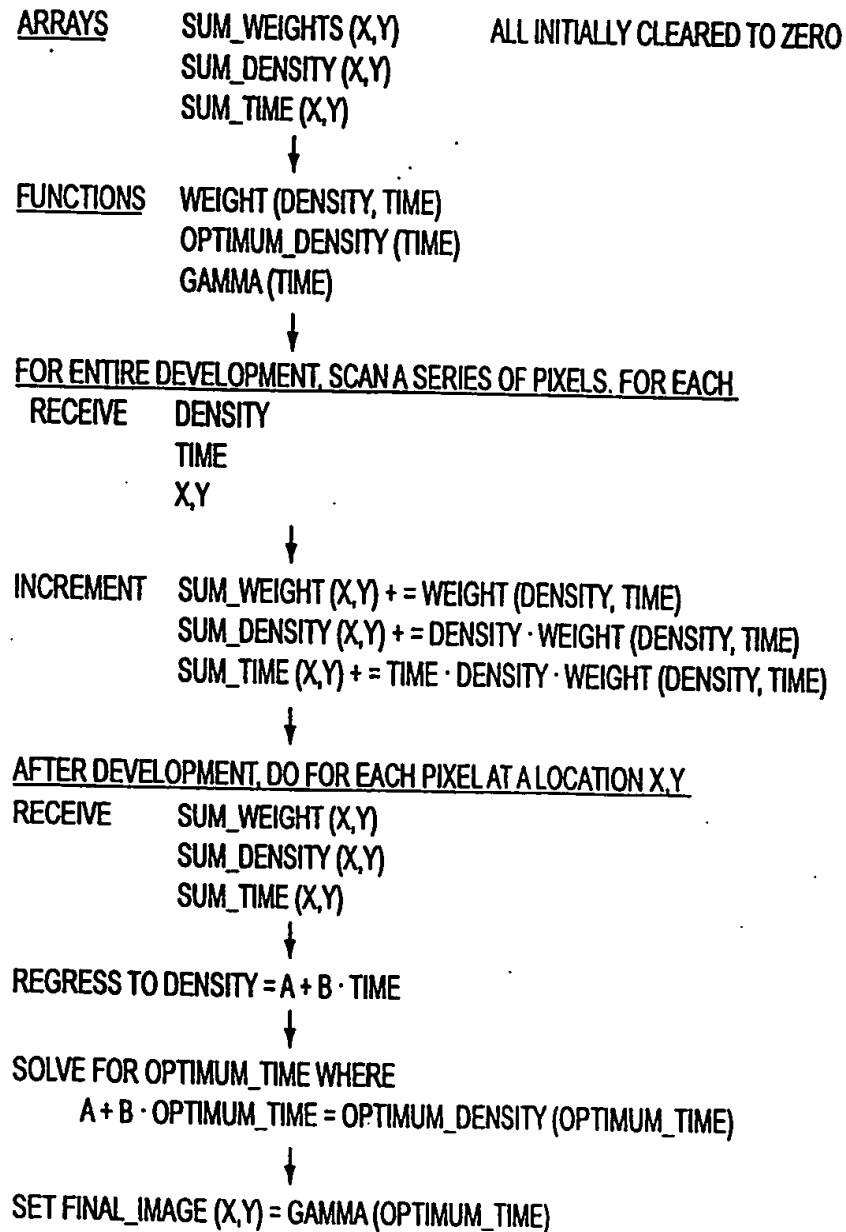 ARRAYS SUM_WEIGHTS (X,Y) ALL INITIALLY CLEARED TO ZERO
SUM_DENSITY (X,Y)
SUM_TIME (X,Y)
FUNCTIONS WEIGHT (DENSITY, TIME)
OPTIMUM_DENSITY (TIME)
GAMMA (TIME)
FOR ENTIRE DEVELOPMENT, SCAN A SERIES OF PIXELS. FOR EACH
RECEIVE DENSITY
TIME
X,Y
INCREMENT SUM_WEIGHT (X,Y) + = WEIGHT (DENSITY, TIME)
SUM_DENSITY (X,Y) + = DENSITY · WEIGHT (DENSITY, TIME)
SUM_TIME (X,Y) + = TIME · DENSITY · WEIGHT (DENSITY, TIME)
AFTER DEVELOPMENT, DO FOR EACH PIXEL AT A LOCATION X,Y
RECEIVE SUM_WEIGHT (X,Y)
SUM_DENSITY (X,Y)
SUM_TIME (X,Y)
REGRESS TO DENSITY = A + B · TIME
SOLVE FOR OPTIMUM_TIME WHERE
A + B · OPTIMUM_TIME = OPTIMUM_DENSITY (OPTIMUM_TIME)
SET FINAL_IMAGE (X,Y) = GAMMA (OPTIMUM_TIME)